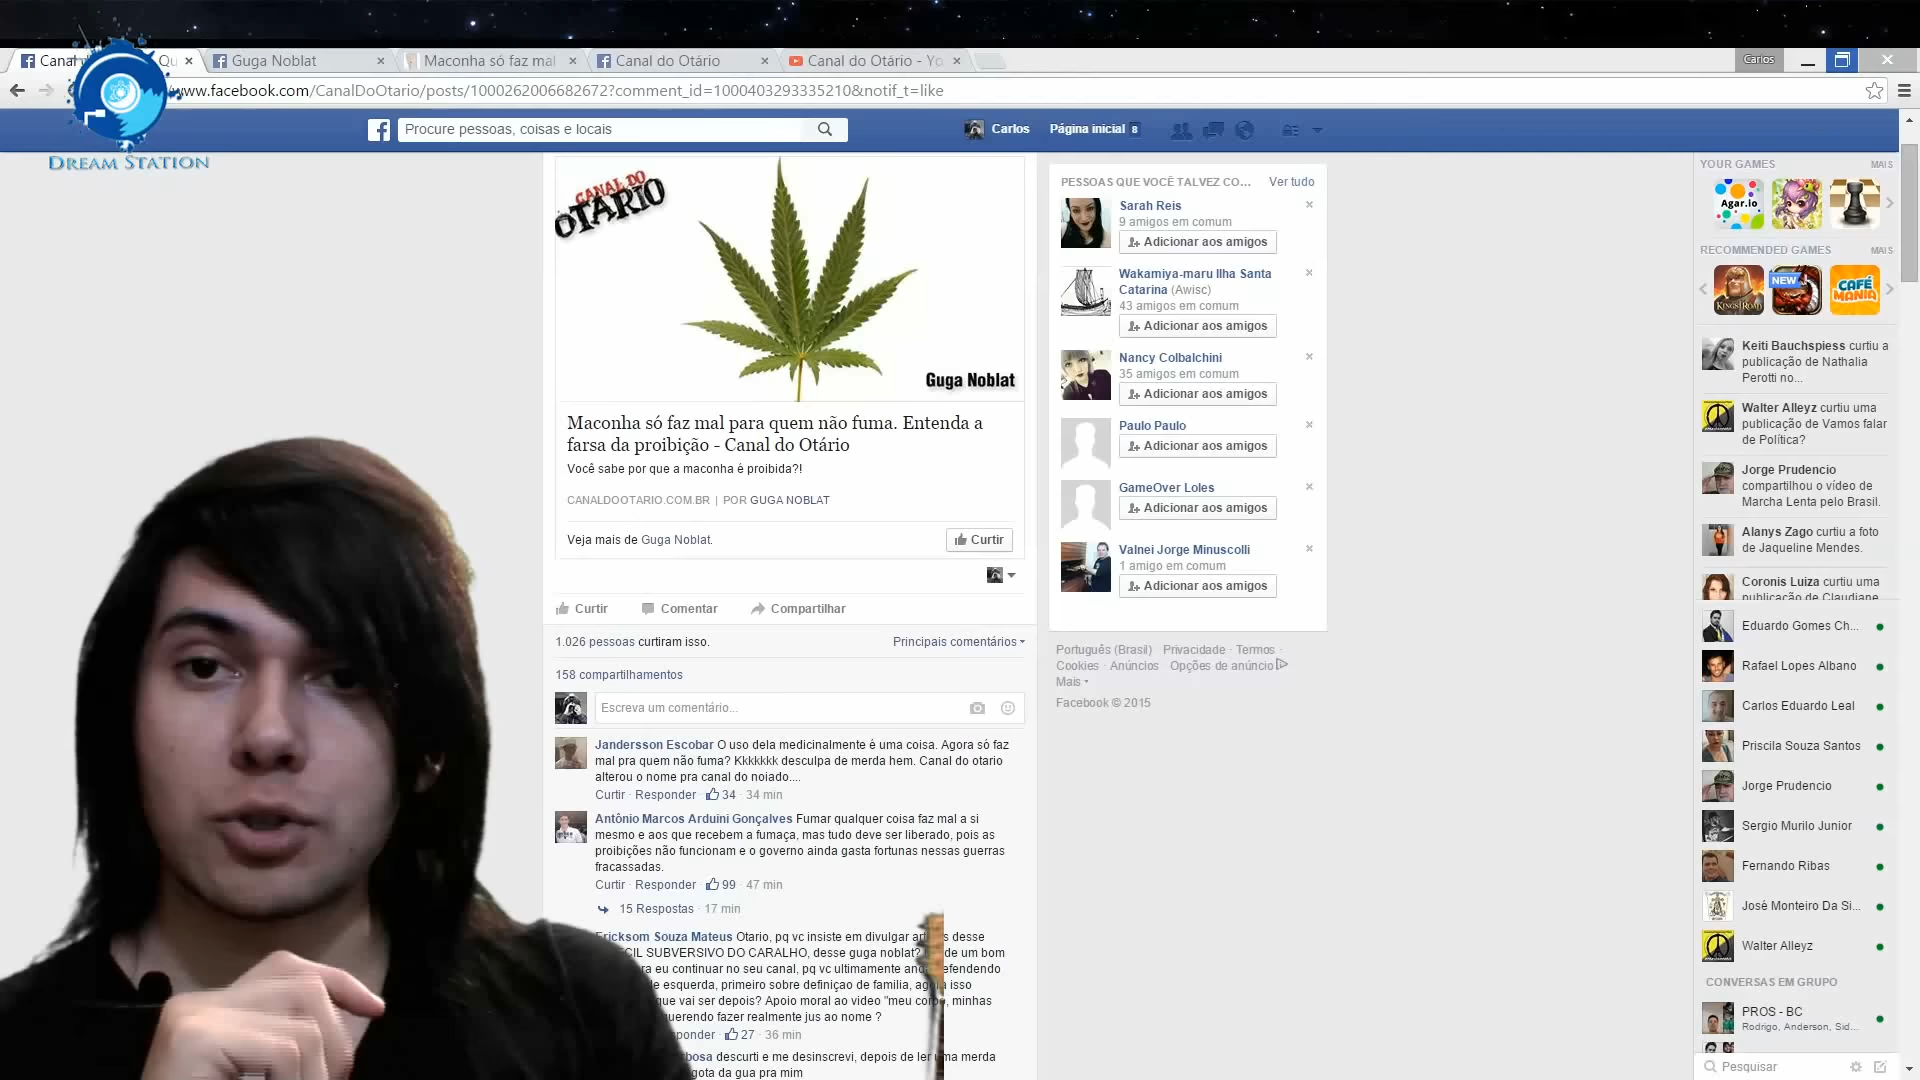 Guga Noblat
Maconha só faz mal
Canal do Otário
Canal do Otário - Yo
Carlos
www.facebook.com/CanalDoOtario/posts/1000262006682672?comment_id=1000403293335210&notif_t=like
DREAM STATION
Procure pessoas, coisas e locais
Carlos
Página inicial 8
CANAL DO
OTARIO
Guga Noblat
Maconha só faz mal para quem não fuma. Entenda a
farsa da proibição - Canal do Otário
Você sabe por que a maconha é proibida?!
CANALDOOTARIO.COM.BR | POR GUGA NOBLAT
Veja mais de Guga Noblat.
Curtir
Curtir Comentar Compartilhar
1.026 pessoas curtiram isso.
Principais comentários
158 compartilhamentos
Escreva um comentário...
Jandersson Escobar O uso dela medicinalmente é uma coisa. Agora só faz
mal pra quem não fuma? Kkkkkkk desculpa de merda hem. Canal do otario
alterou o nome pra canal do noiado....
Curtir · Responder · 34 · 34 min
Antônio Marcos Arduini Gonçalves Fumar qualquer coisa faz mal a si
mesmo e aos que recebem a fumaça, mas tudo deve ser liberado, pois as
proibições não funcionam e o governo ainda gasta fortunas nessas guerras
fracassadas.
Curtir · Responder · 99 · 47 min
15 Respostas · 17 min
Ericksom Souza Mateus Otario, pq vc insiste em divulgar desse
SUBVERSIVO DO CARALHO, desse guga noblat? um bom
eu continuar no seu canal, pq vc ultimamente
esquerda, primeiro sobre definiçao de familia, isso
que vai ser depois? Apoio moral ao video "meu minhas
querendo fazer realmente jus ao nome ?
27 · 36 min
descurti e me desinscrevi, depois de ler uma merda
gota da gua pra mim
PESSOAS QUE VOCÊ TALVEZ CO...
Ver tudo
Sarah Reis
9 amigos em comum
Adicionar aos amigos
Wakamiya-maru Ilha Santa
Catarina (Awisc)
43 amigos em comum
Adicionar aos amigos
Nancy Colbalchini
35 amigos em comum
Adicionar aos amigos
Paulo Paulo
Adicionar aos amigos
GameOver Loles
Adicionar aos amigos
Valnei Jorge Minuscolli
1 amigo em comum
Adicionar aos amigos
Português (Brasil) · Privacidade · Termos ·
Cookies · Anúncios · Opções de anúncio
Mais
Facebook © 2015
YOUR GAMES
MAIS
Agar.io
RECOMMENDED GAMES
MAIS
KINGSROAD
NEW
CAFÉ
MANIA
Keiti Bauchspiess curtiu a
publicação de Nathalia
Perotti no...
Walter Alleyz curtiu uma
publicação de Vamos falar
de Política?
Jorge Prudencio
compartilhou o vídeo de
Marcha Lenta pelo Brasil.
Alanys Zago curtiu a foto
de Jaqueline Mendes.
Coronis Luiza curtiu uma
publicação de Claudiane
Eduardo Gomes Ch...
Rafael Lopes Albano
Carlos Eduardo Leal
Priscila Souza Santos
Jorge Prudencio
Sergio Murilo Junior
Fernando Ribas
José Monteiro Da Si...
Walter Alleyz
CONVERSAS EM GRUPO
PROS - BC
Rodrigo, Anderson, Sid...
Pesquisar